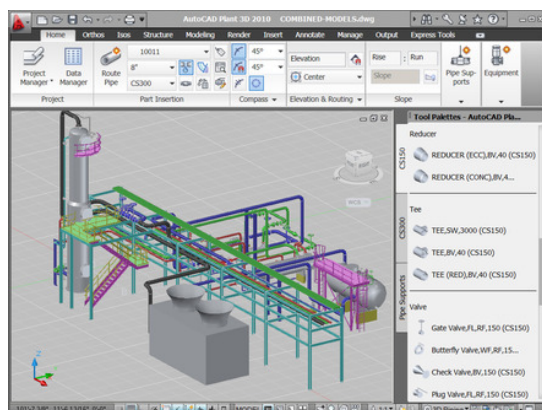 AutoCAD Plant 3D 2010 COMBINED-MODELS.dwg
Home Orthos Isos Structure Modeling Render Insert Annotate Manage Output Express Tools
10011
45°
Elevation
Rise : Run
8"
45°
Center
Slope
CS300
Project Manager
Data Manager
Route Pipe
Pipe Sup-
ports
Equipment
Project
Part Insertion
Compass
Elevation & Routing
Slope
Tool Palettes - AutoCAD Pla...
CS150
CS300
Pipe Supports
Reducer
REDUCER (ECC),BV,40 (CS150)
REDUCER (CONC),BV,4...
Tee
TEE,SW,3000 (CS150)
TEE,BV,40 (CS150)
TEE (RED),BV,40 (CS150)
Valve
Gate Valve,FL,RF,150 (CS150)
Butterfly Valve,WF,RF,15...
Check Valve,BV,150 (CS150)
Plug Valve,FL,RF,150 (CS150)
WCS
Z
MODEL